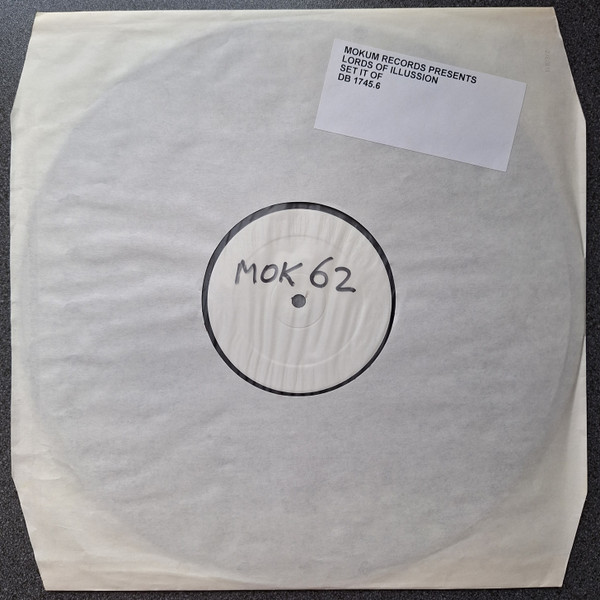 MOKUM RECORDS PRESENTS
LORDS OF ILLUSSION
SET IT OF
DB 1745.6
MOK 62